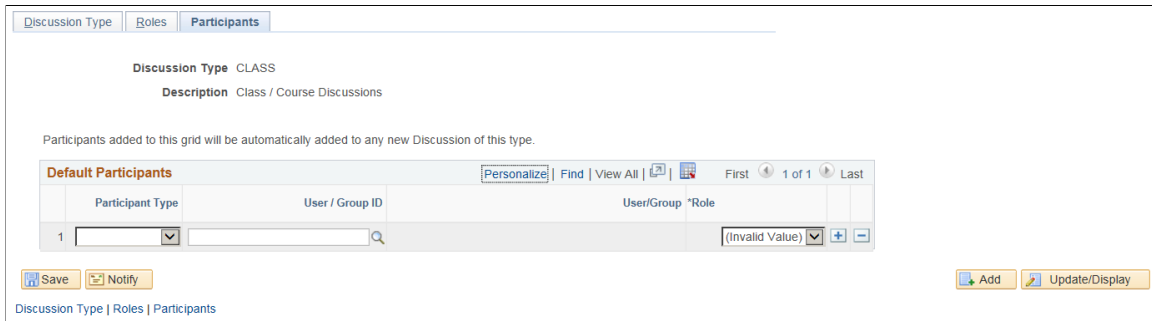 Discussion Type Roles Participants
Discussion Type CLASS
Description Class / Course Discussions
Participants added to this grid will be automatically added to any new Discussion of this type.
Default Participants Personalize | Find | View All | | First 1 of 1 Last
Participant Type User / Group ID User/Group *Role
1 (Invalid Value)
Save Notify Add Update/Display
Discussion Type | Roles | Participants